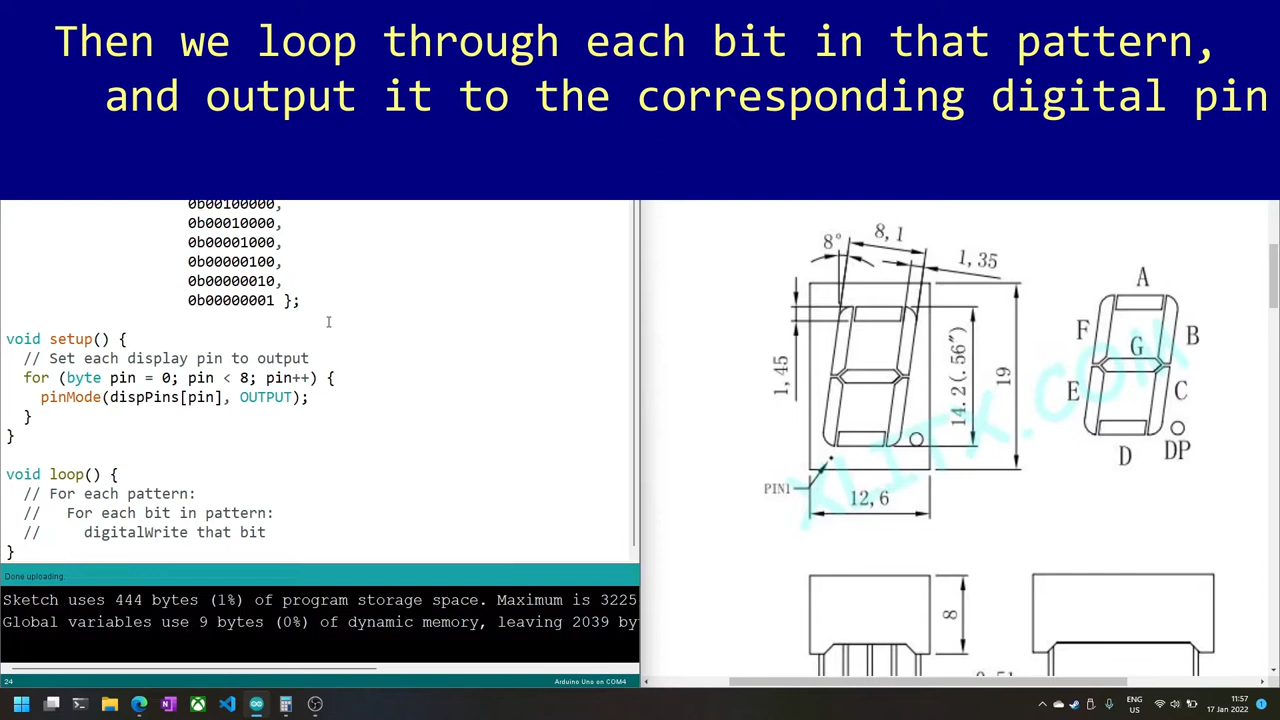 Then we loop through each bit in that pattern,
and output it to the corresponding digital pin
0b00100000,
0b00010000,
0b00001000,
0b00000100,
0b00000010,
0b00000001 };
void setup() {
// Set each display pin to output
for (byte pin = 0; pin < 8; pin++) {
pinMode(dispPins[pin], OUTPUT);
}
}
void loop() {
// For each pattern:
//   For each bit in pattern:
//     digitalWrite that bit
}
Done uploading.
Sketch uses 444 bytes (1%) of program storage space. Maximum is 3225
Global variables use 9 bytes (0%) of dynamic memory, leaving 2039 by
24
Arduino Uno on COM4
8°
8,1
1,35
1,45
14.2(.56")
19
PIN1
12,6
A
F
B
G
E
C
D
DP
XLITX.COM
8
0.51
ENG
US
11:57
17 Jan 2022